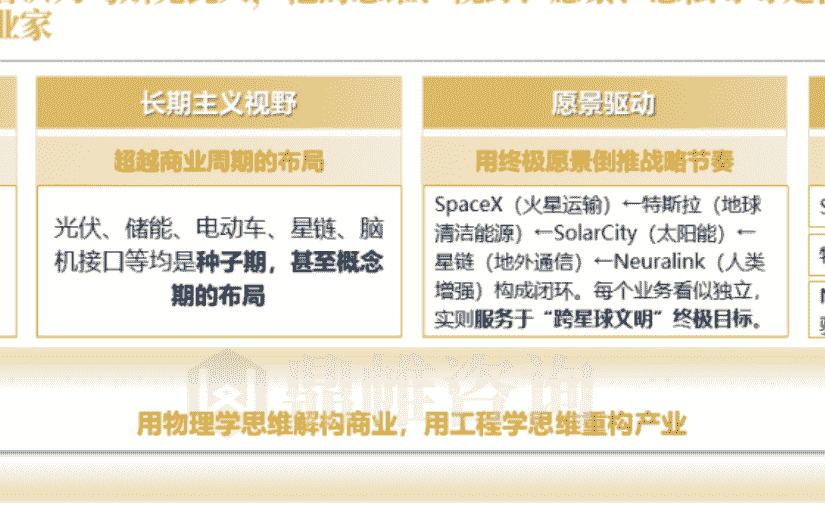 业家
长期主义视野
超越商业周期的布局
光伏、储能、电动车、星链、脑
机接口等均是种子期，甚至概念
期的布局
愿景驱动
用终极愿景倒推战略节奏
SpaceX（火星运输）←特斯拉（地球
清洁能源）←SolarCity（太阳能）←
星链（地外通信）←Neuralink（人类
增强）构成闭环。每个业务看似独立，
实则服务于“跨星球文明”终极目标。
鼎帷咨询
用物理学思维解构商业，用工程学思维重构产业